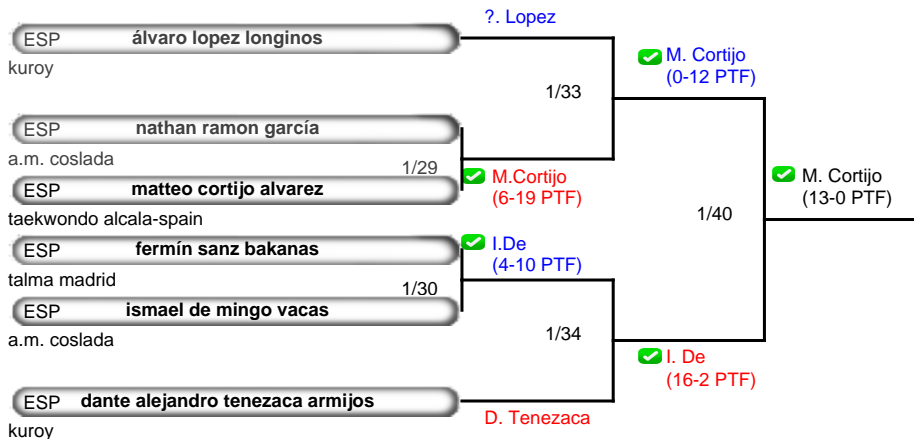 ?. Lopez
ESP álvaro lopez longinos
kuroy
M. Cortijo
(0-12 PTF)
1/33
ESP nathan ramon garcía
a.m. coslada
1/29
M.Cortijo
(6-19 PTF)
ESP matteo cortijo alvarez
taekwondo alcala-spain
M. Cortijo
(13-0 PTF)
1/40
ESP fermín sanz bakanas
talma madrid
I.De
(4-10 PTF)
1/30
ESP ismael de mingo vacas
a.m. coslada
1/34
I. De
(16-2 PTF)
ESP dante alejandro tenezaca armijos
kuroy
D. Tenezaca